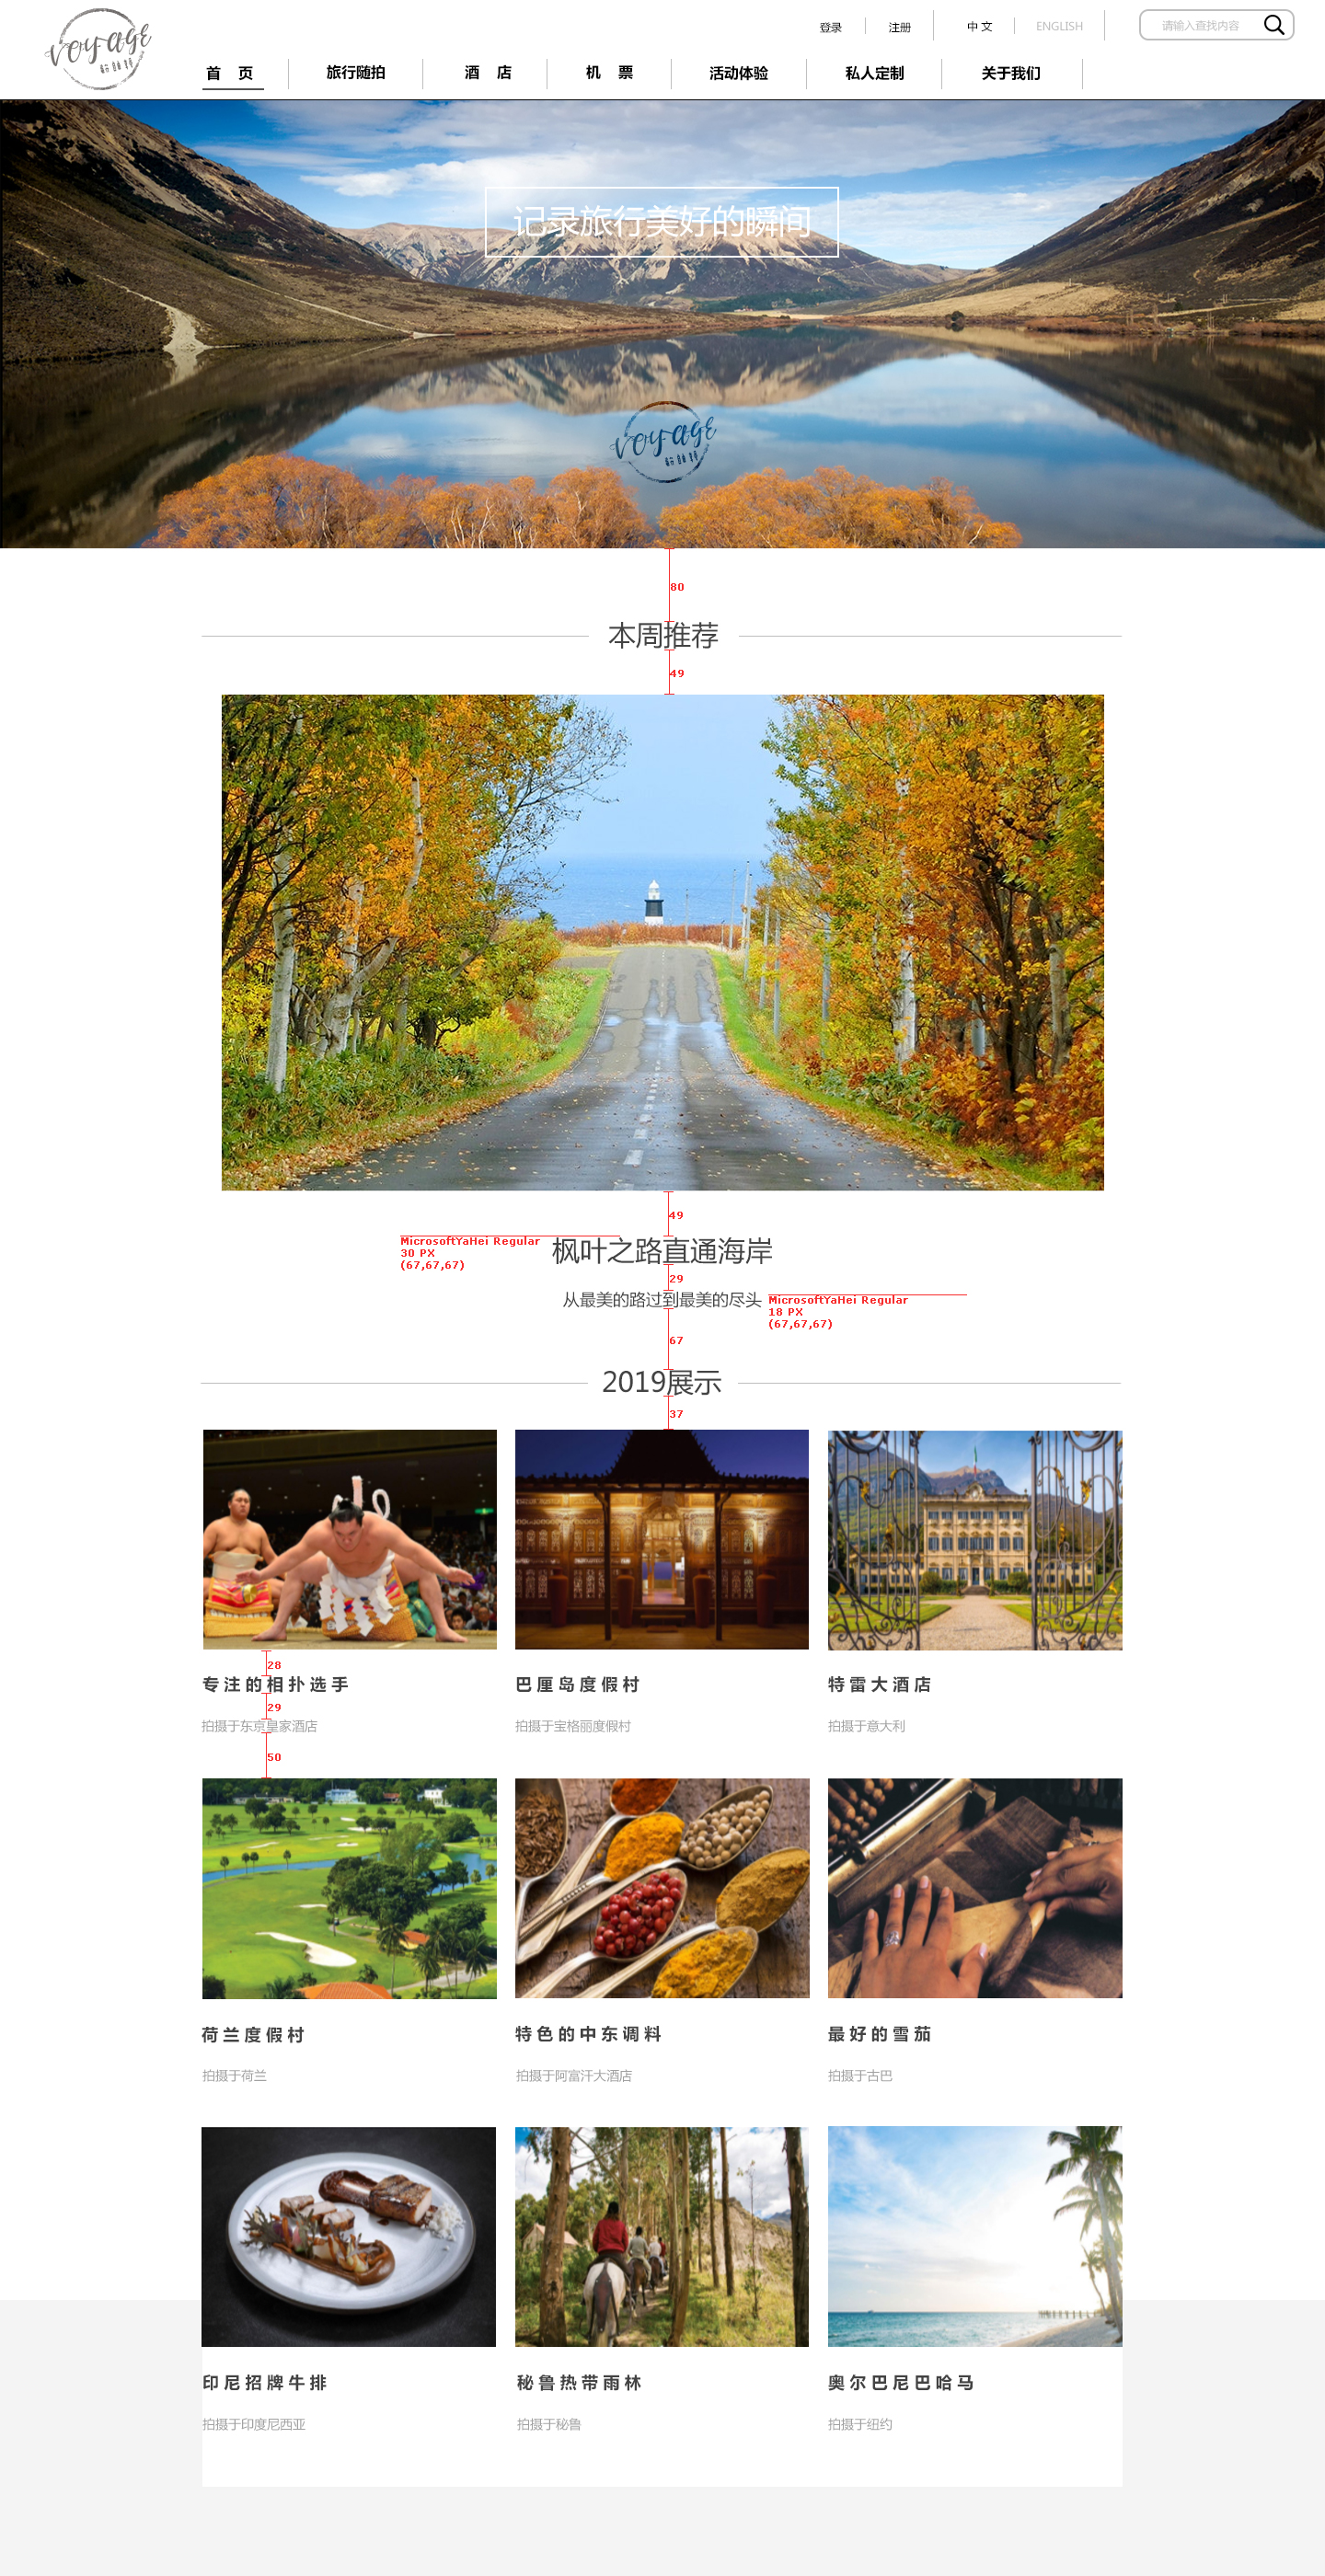 voyage
登录
注册
中 文
ENGLISH
请输入查找内容
首 页
旅行随拍
酒 店
机 票
活动体验
私人定制
关于我们
记录旅行美好的瞬间
voyage
80
本周推荐
49
49
MicrosoftYaHei Regular
30 PX
(67,67,67)
枫叶之路直通海岸
29
从最美的路过到最美的尽头
MicrosoftYaHei Regular
18 PX
(67,67,67)
67
2019展示
37
28
专注的相扑选手
巴厘岛度假村
特雷大酒店
29
拍摄于东京皇家酒店
拍摄于宝格丽度假村
拍摄于意大利
50
荷兰度假村
特色的中东调料
最好的雪茄
拍摄于荷兰
拍摄于阿富汗大酒店
拍摄于古巴
印尼招牌牛排
秘鲁热带雨林
奥尔巴尼巴哈马
拍摄于印度尼西亚
拍摄于秘鲁
拍摄于纽约